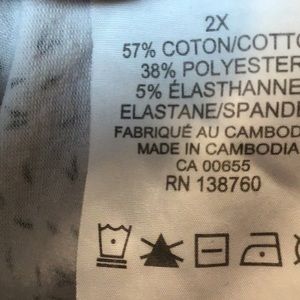 2X
57% COTON/COTTO
38% POLYESTER
5% ÉLASTHANNE
ELASTANE/SPANDE
FABRIQUÉ AU CAMBOD
MADE IN CAMBODIA
CA 00655
RN 138760